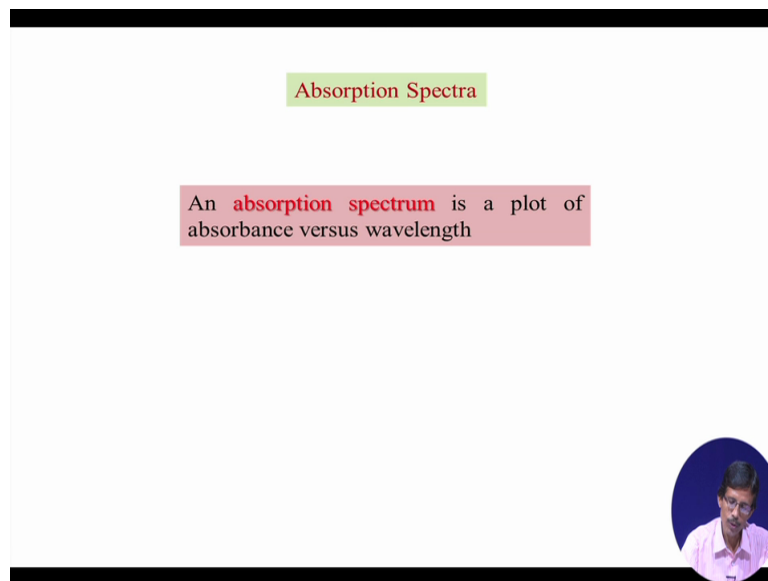 Absorption Spectra
An absorption spectrum is a plot of
absorbance versus wavelength